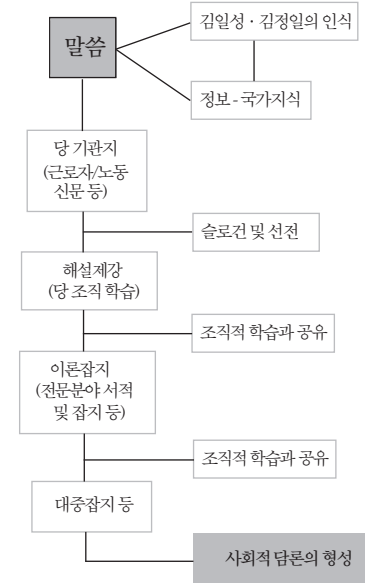 말씀
김일성·김정일의 인식
정보-국가지식
당 기관지
(근로자/노동
신문 등)
슬로건 및 선전
해설제강
(당 조직 학습)
조직적 학습과 공유
이론잡지
(전문분야 서적
및 잡지 등)
조직적 학습과 공유
대중잡지 등
사회적 담론의 형성